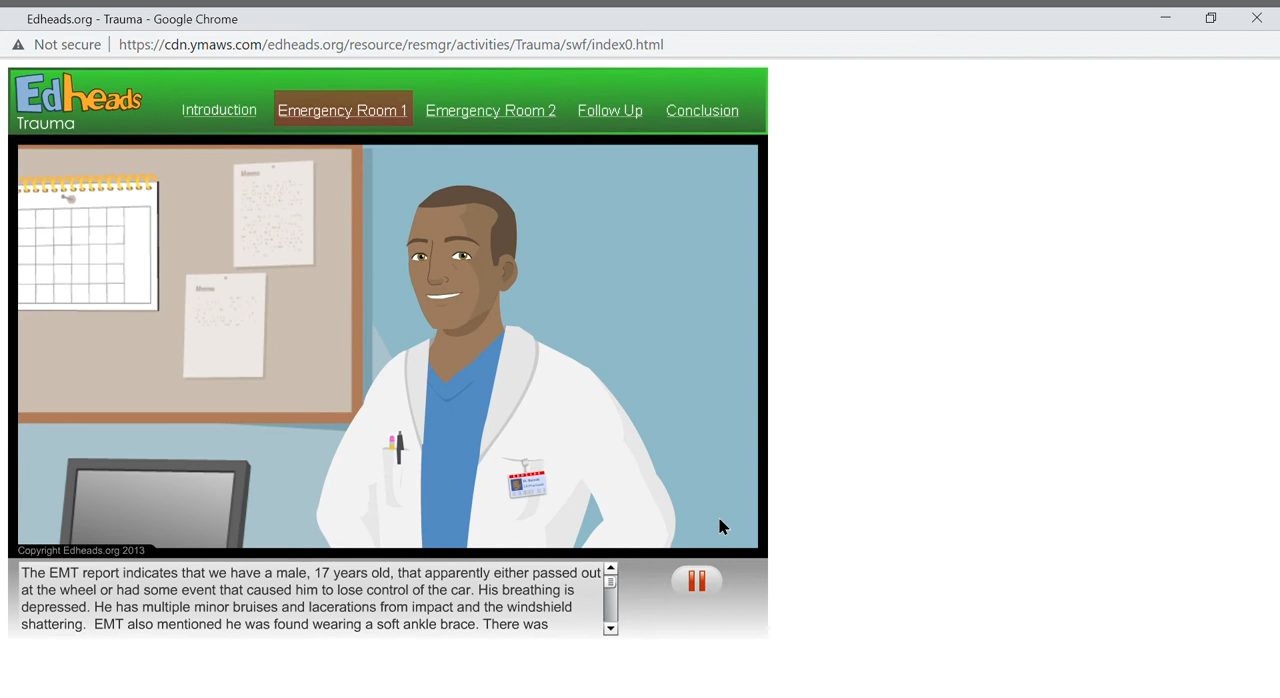 Edheads.org - Trauma - Google Chrome
Not secure | https://cdn.ymaws.com/edheads.org/resource/resmgr/activities/Trauma/swf/index0.html
Edheads
Trauma
Introduction Emergency Room 1 Emergency Room 2 Follow Up Conclusion
Memo
Memo
Copyright Edheads.org 2013
The EMT report indicates that we have a male, 17 years old, that apparently either passed out
at the wheel or had some event that caused him to lose control of the car. His breathing is
depressed. He has multiple minor bruises and lacerations from impact and the windshield
shattering. EMT also mentioned he was found wearing a soft ankle brace. There was